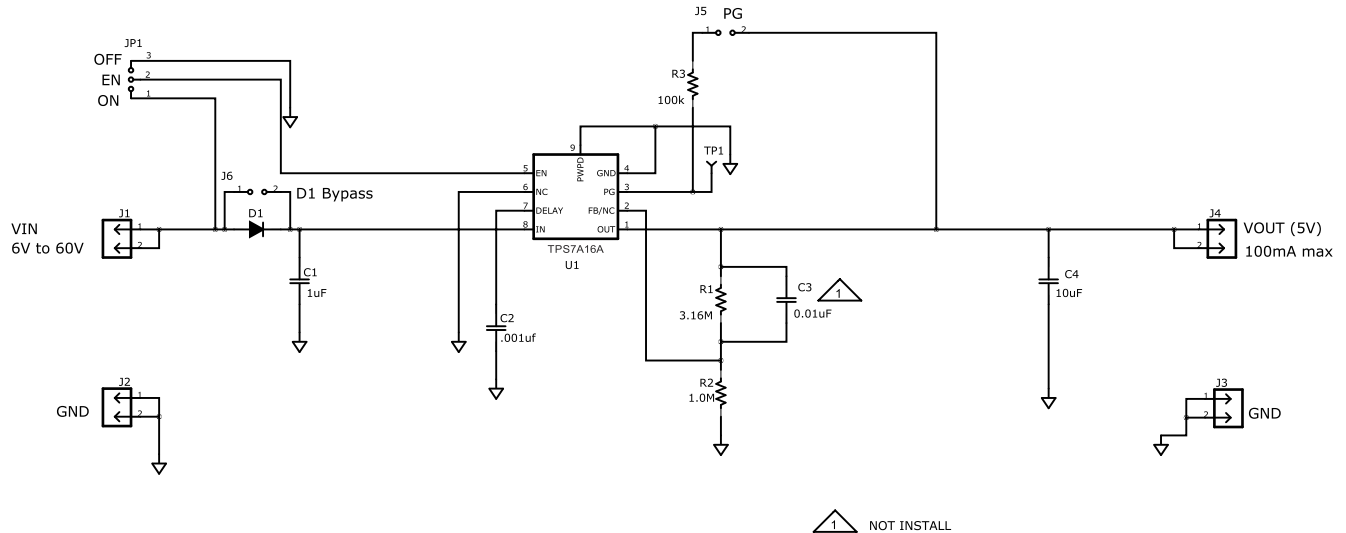 J5 PG
1 2
JP1
OFF 3
EN 2
ON 1
R3
100k
9
TP1
PWPD
5 EN GND 4
6 NC PG 3
7 DELAY FB/NC 2
8 IN OUT 1
TPS7A16A
U1
J6
1 2 D1 Bypass
D1
J1
VIN 1
6V to 60V 2
J4
1 VOUT (5V)
2 100mA max
C1
1uF
C2
.001uf
R1
3.16M
C3
0.01uF
1
C4
10uF
R2
1.0M
J2
1
GND 2
J3
1
2 GND
1 NOT INSTALL